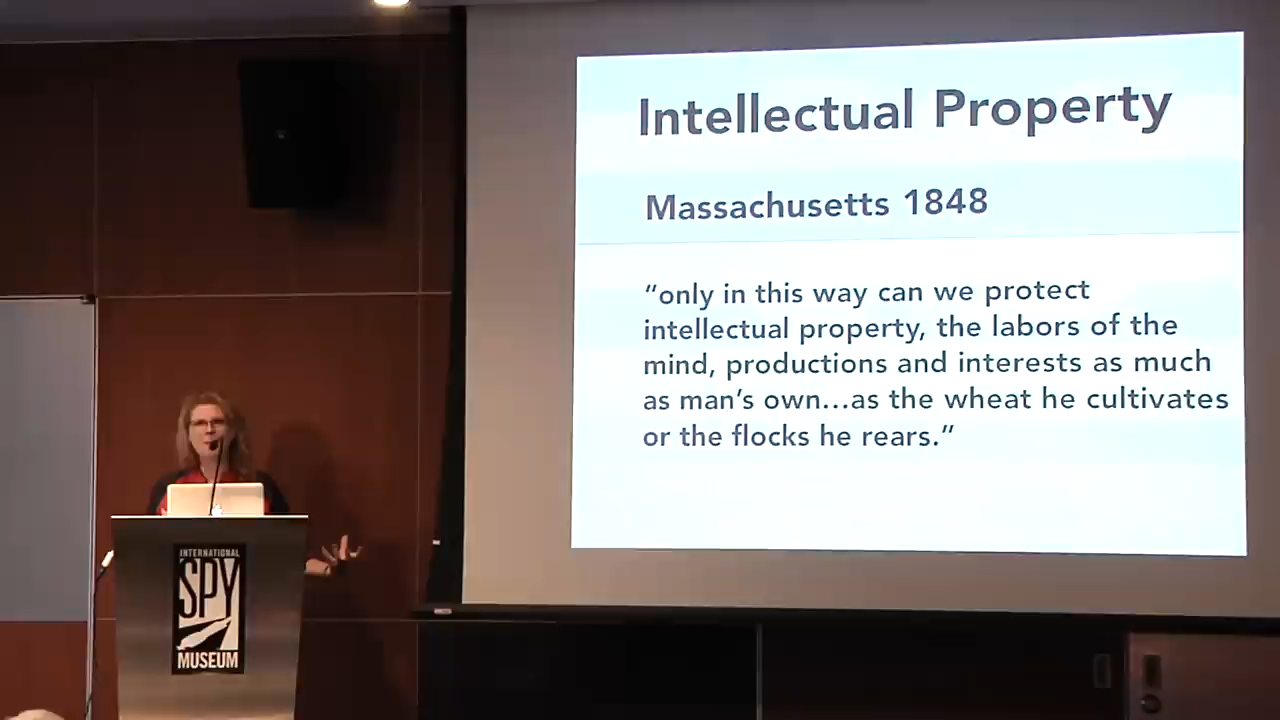 Intellectual Property
Massachusetts 1848
“only in this way can we protect
intellectual property, the labors of the
mind, productions and interests as much
as man’s own...as the wheat he cultivates
or the flocks he rears.”
INTERNATIONAL
SPY
MUSEUM